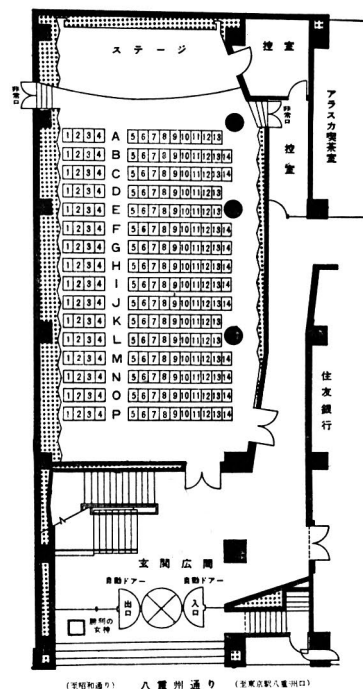 ステージ
控室
非常口
非常口
控室
アラスカ喫茶室
1 2 3 4 A 5 6 7 8 9 10 11 12 13
1 2 3 4 B 5 6 7 8 9 10 11 12 13 14
1 2 3 4 C 5 6 7 8 9 10 11 12 13 14
1 2 3 4 D 5 6 7 8 9 10 11 12 13
1 2 3 4 E 5 6 7 8 9 10 11 12 13
1 2 3 4 F 5 6 7 8 9 10 11 12 13 14
1 2 3 4 G 5 6 7 8 9 10 11 12 13 14
1 2 3 4 H 5 6 7 8 9 10 11 12 13 14
1 2 3 4 I 5 6 7 8 9 10 11 12 13 14
1 2 3 4 J 5 6 7 8 9 10 11 12 13 14
1 2 3 4 K 5 6 7 8 9 10 11 12 13
1 2 3 4 L 5 6 7 8 9 10 11 12 13
1 2 3 4 M 5 6 7 8 9 10 11 12 13 14
1 2 3 4 N 5 6 7 8 9 10 11 12 13 14
1 2 3 4 O 5 6 7 8 9 10 11 12 13 14
1 2 3 4 P 5 6 7 8 9 10 11 12 13 14
住友銀行
玄関広間
自動ドアー 自動ドアー
出口
入口
勝利の
女神
(至昭和通り) 八重州通り (至東京駅八重州口)